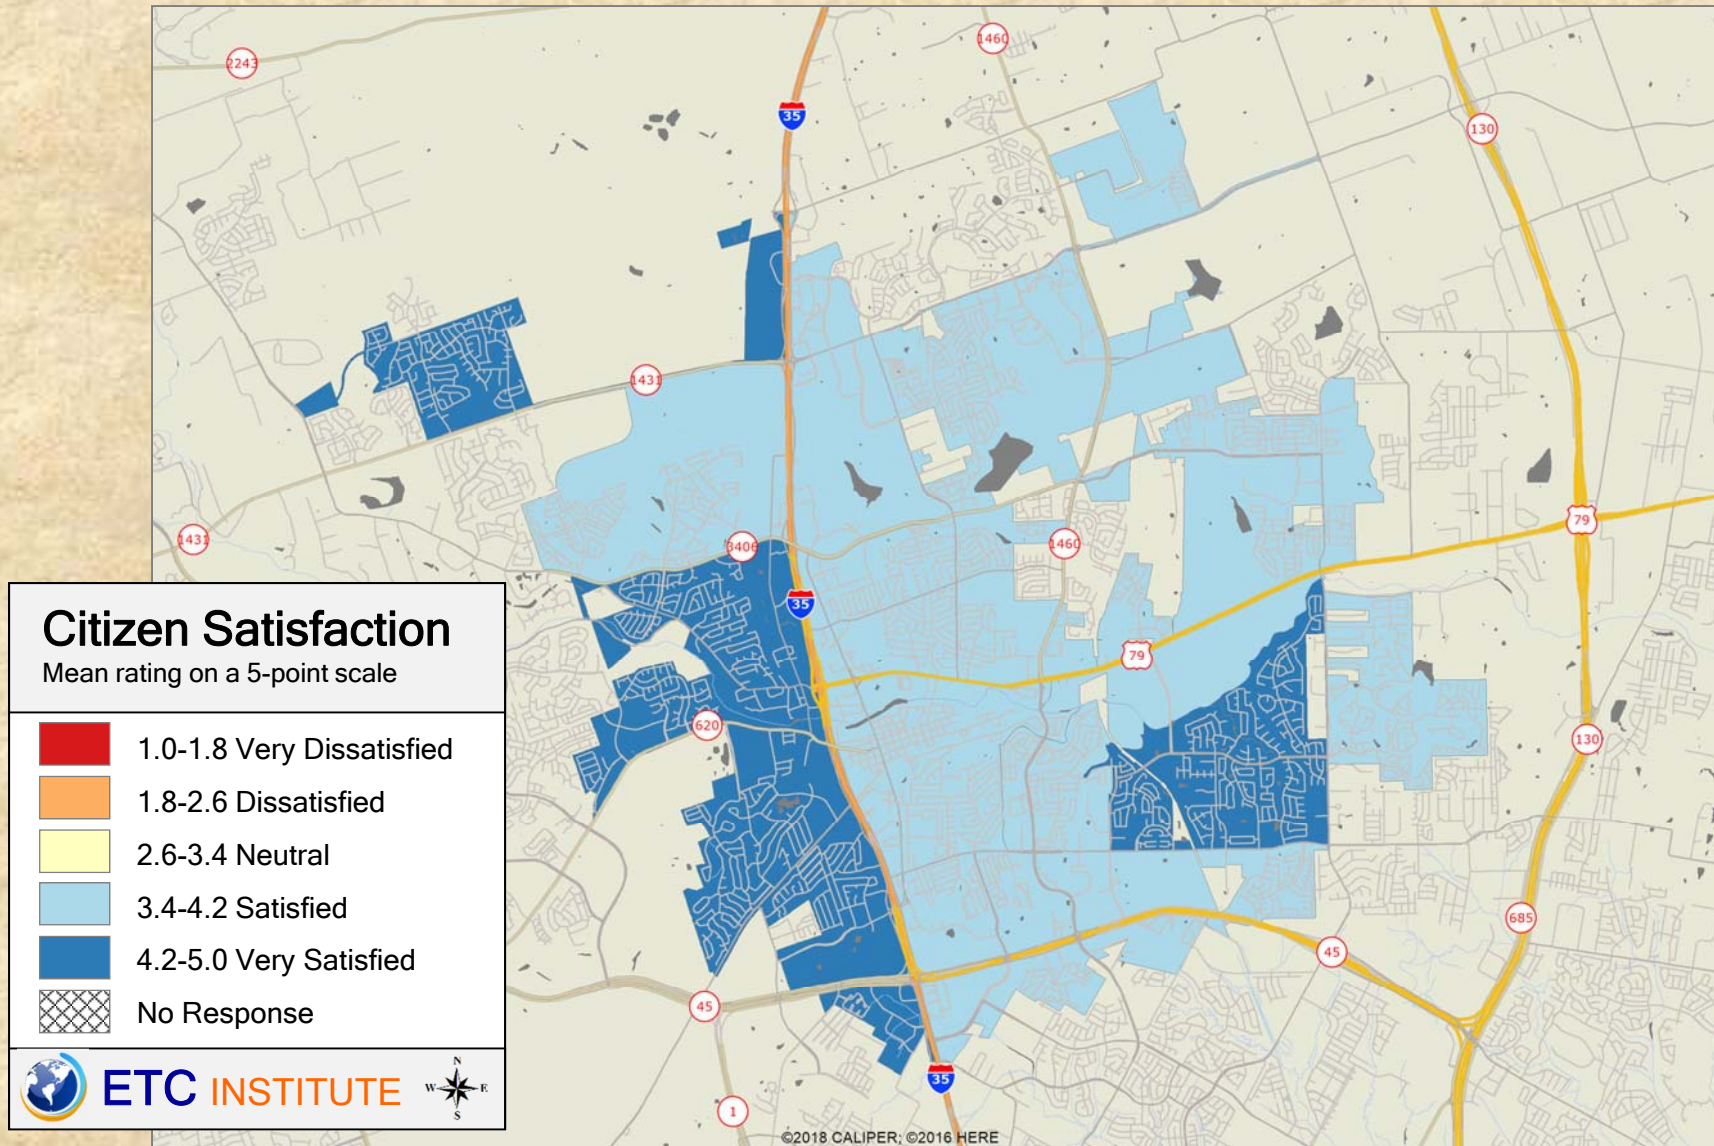 2243
1460
35
130
1431
1431
3406
1460
79
35
79
620
130
685
45
45
35
1
Citizen Satisfaction
Mean rating on a 5-point scale
1.0-1.8 Very Dissatisfied
1.8-2.6 Dissatisfied
2.6-3.4 Neutral
3.4-4.2 Satisfied
4.2-5.0 Very Satisfied
No Response
ETC INSTITUTE
N
W E
S
©2018 CALIPER; ©2016 HERE